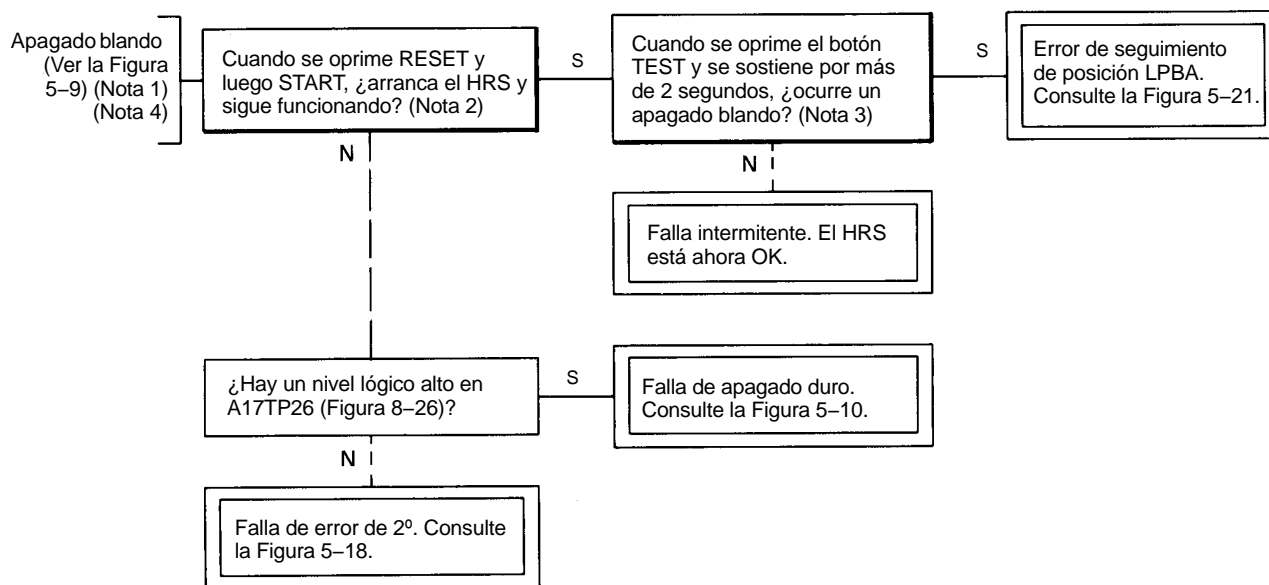 Apagado blando
(Ver la Figura
5–9) (Nota 1)
(Nota 4)
Cuando se oprime RESET y
luego START, ¿arranca el HRS y
sigue funcionando? (Nota 2)
S
Cuando se oprime el botón
TEST y se sostiene por más
de 2 segundos, ¿ocurre un
apagado blando? (Nota 3)
S
Error de seguimiento
de posición LPBA.
Consulte la Figura 5–21.
N
N
Falla intermitente. El HRS
está ahora OK.
¿Hay un nivel lógico alto en
A17TP26 (Figura 8–26)?
S
Falla de apagado duro.
Consulte la Figura 5–10.
N
Falla de error de 2º. Consulte
la Figura 5–18.